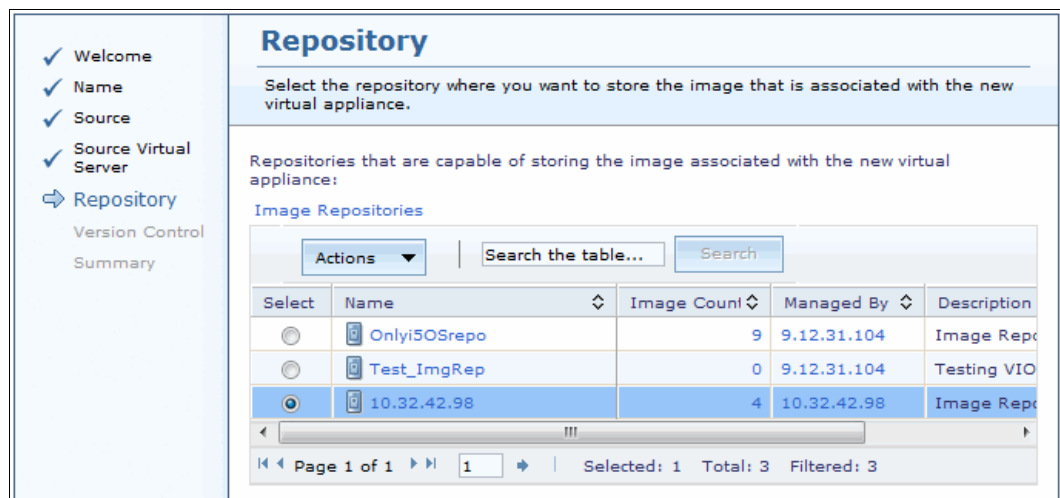 Welcome
Name
Source
Source Virtual
Server
Repository
Version Control
Summary
Repository
Select the repository where you want to store the image that is associated with the new
virtual appliance.
Repositories that are capable of storing the image associated with the new virtual
appliance:
Image Repositories
Actions Search the table... Search
Select Name Image Count Managed By Description
Onlyi5OSrepo 9 9.12.31.104 Image Repo
Test_ImgRep 0 9.12.31.104 Testing VIO
10.32.42.98 4 10.32.42.98 Image Repo
Page 1 of 1 1 Selected: 1 Total: 3 Filtered: 3